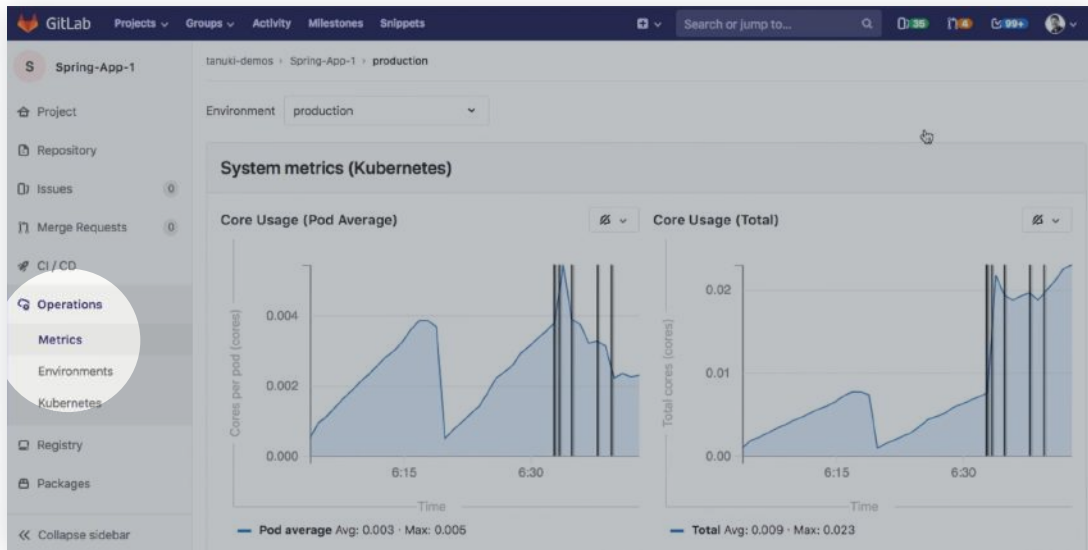 GitLab Projects Groups Activity Milestones Snippets Search or jump to... 35 4 99+
S Spring-App-1
tanuki-demos › Spring-App-1 › production
Project
Environment production
Repository
Issues 0
System metrics (Kubernetes)
Merge Requests 0
Core Usage (Pod Average)
Core Usage (Total)
CI / CD
Operations
Metrics
Environments
Kubernetes
Registry
Packages
Collapse sidebar
Cores per pod (cores)
0.004
0.002
0.000
6:15 6:30
Time
Pod average Avg: 0.003 · Max: 0.005
Total cores (cores)
0.02
0.01
0.00
6:15 6:30
Time
Total Avg: 0.009 · Max: 0.023